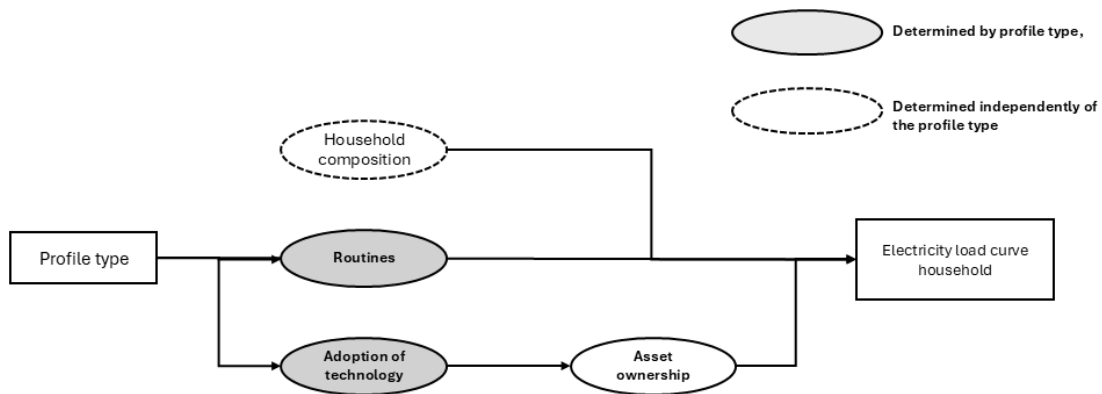 Determined by profile type,
Determined independently of
the profile type
Household
composition
Profile type
Routines
Electricity load curve
household
Adoption of
technology
Asset
ownership